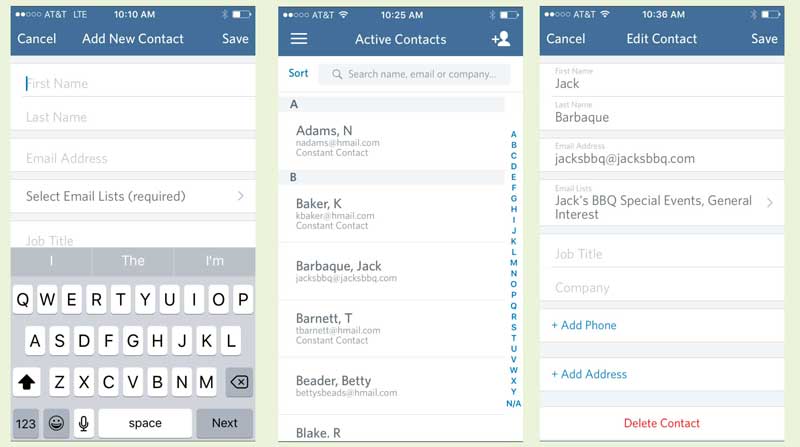 AT&T LTE 10:10 AM
Cancel Add New Contact Save
First Name
Last Name
Email Address
Select Email Lists (required)
Job Title
I The I'm
Q W E R T Y U I O P
A S D F G H J K L
Z X C V B N M
123 space Next
AT&T 10:25 AM
Active Contacts
Sort Search name, email or company...
A
Adams, N
nadams@hmail.com
Constant Contact
B
Baker, K
kbaker@hmail.com
Constant Contact
Barbaque, Jack
jacksbbq@jacksbbq.com
Barnett, T
tbarnett@hmail.com
Constant Contact
Beader, Betty
bettysbeads@hmail.com
Blake, R
A
B
C
D
E
F
G
H
I
J
K
L
M
N
O
P
Q
R
S
T
U
V
W
X
Y
N/A
AT&T 10:36 AM
Cancel Edit Contact Save
First Name
Jack
Last Name
Barbaque
Email Address
jacksbbq@jacksbbq.com
Email Lists
Jack's BBQ Special Events, General
Interest
Job Title
Company
+ Add Phone
+ Add Address
Delete Contact